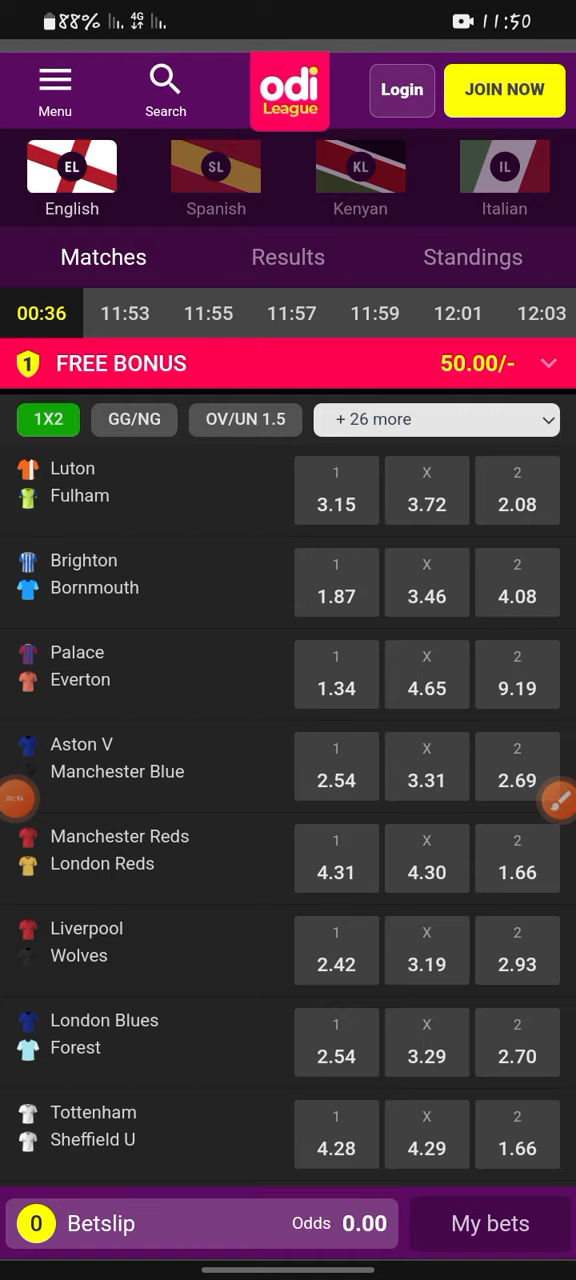 88% 4G 11:50
Menu Search odi League Login JOIN NOW
EL SL KL IL
English Spanish Kenyan Italian
Matches Results Standings
00:36 11:53 11:55 11:57 11:59 12:01 12:03
1 FREE BONUS 50.00/-
1X2 GG/NG OV/UN 1.5 + 26 more
Luton 1 X 2
Fulham 3.15 3.72 2.08
Brighton 1 X 2
Bornmouth 1.87 3.46 4.08
Palace 1 X 2
Everton 1.34 4.65 9.19
Aston V 1 X 2
Manchester Blue 2.54 3.31 2.69
Manchester Reds 1 X 2
London Reds 4.31 4.30 1.66
Liverpool 1 X 2
Wolves 2.42 3.19 2.93
London Blues 1 X 2
Forest 2.54 3.29 2.70
Tottenham 1 X 2
Sheffield U 4.28 4.29 1.66
0 Betslip Odds 0.00 My bets